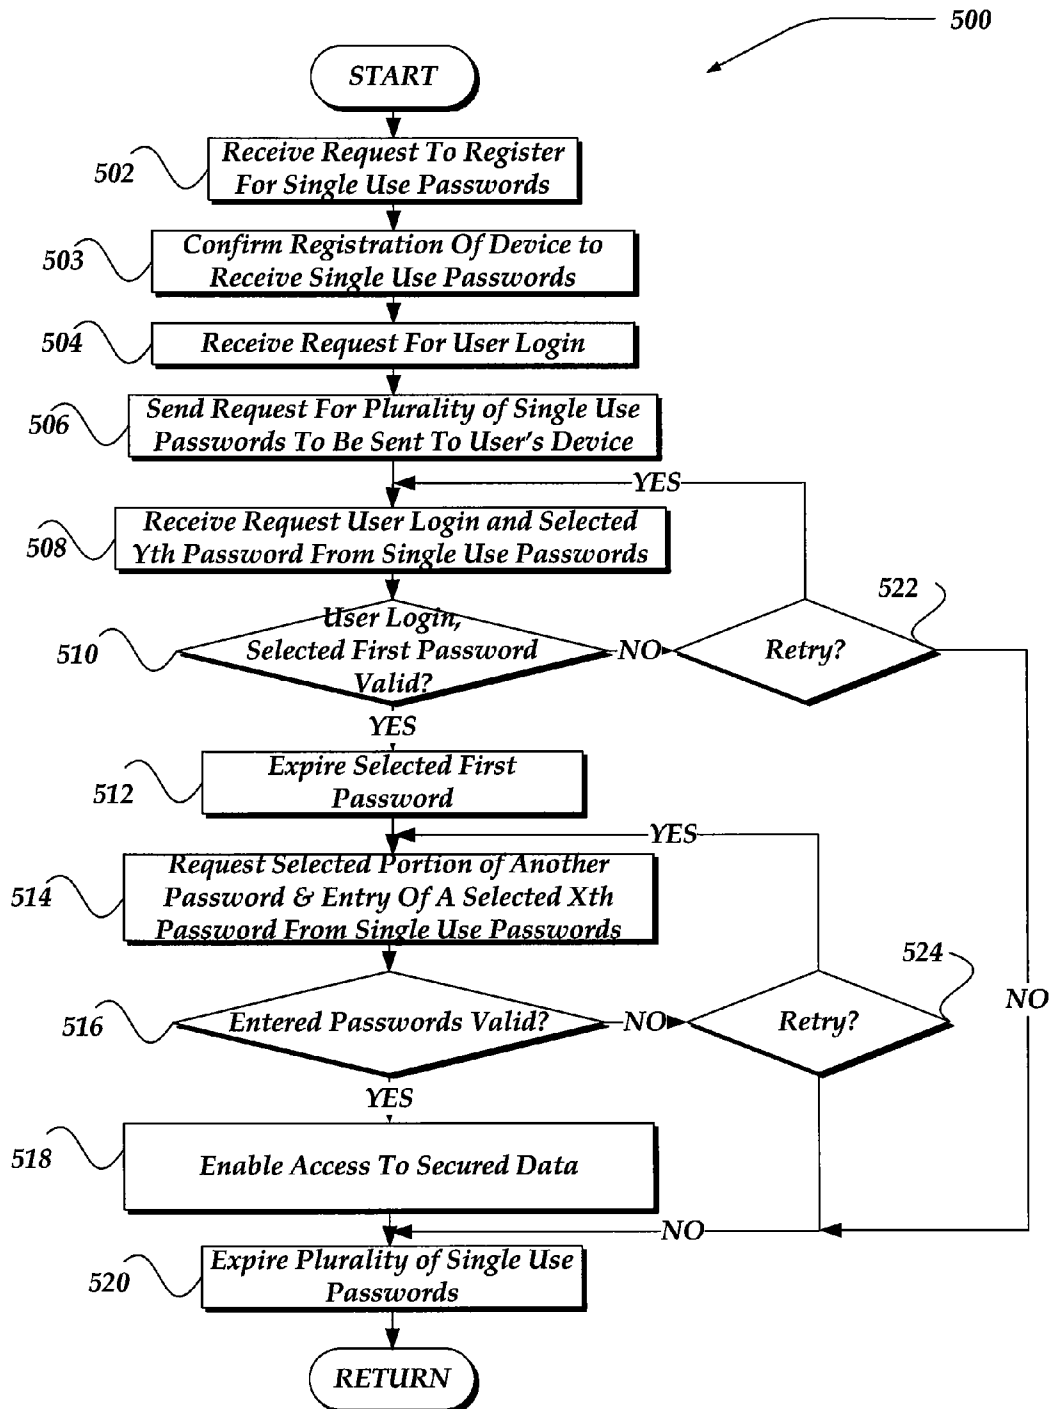 500
START
502
Receive Request To Register
For Single Use Passwords
503
Confirm Registration Of Device to
Receive Single Use Passwords
504
Receive Request For User Login
506
Send Request For Plurality of Single Use
Passwords To Be Sent To User's Device
YES
508
Receive Request User Login and Selected
Yth Password From Single Use Passwords
522
510
User Login,
Selected First Password
Valid?
NO
Retry?
YES
512
Expire Selected First
Password
YES
514
Request Selected Portion of Another
Password & Entry Of A Selected Xth
Password From Single Use Passwords
524
NO
516
Entered Passwords Valid?
NO
Retry?
YES
518
Enable Access To Secured Data
NO
520
Expire Plurality of Single Use
Passwords
RETURN